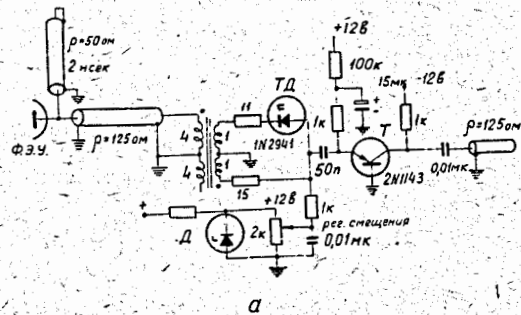 ρ=50ом
2 нсек
Ф.Э.У.
ρ=125ом
4
4
1
1
11
ТД
1N2941
15
+12в
100к
15мк
-12в
1к
1к
ρ=125ом
50п
Т
2N1143
0,01мк
+
Д
+12в
2к
1к
рег. смещения
0,01мк
а